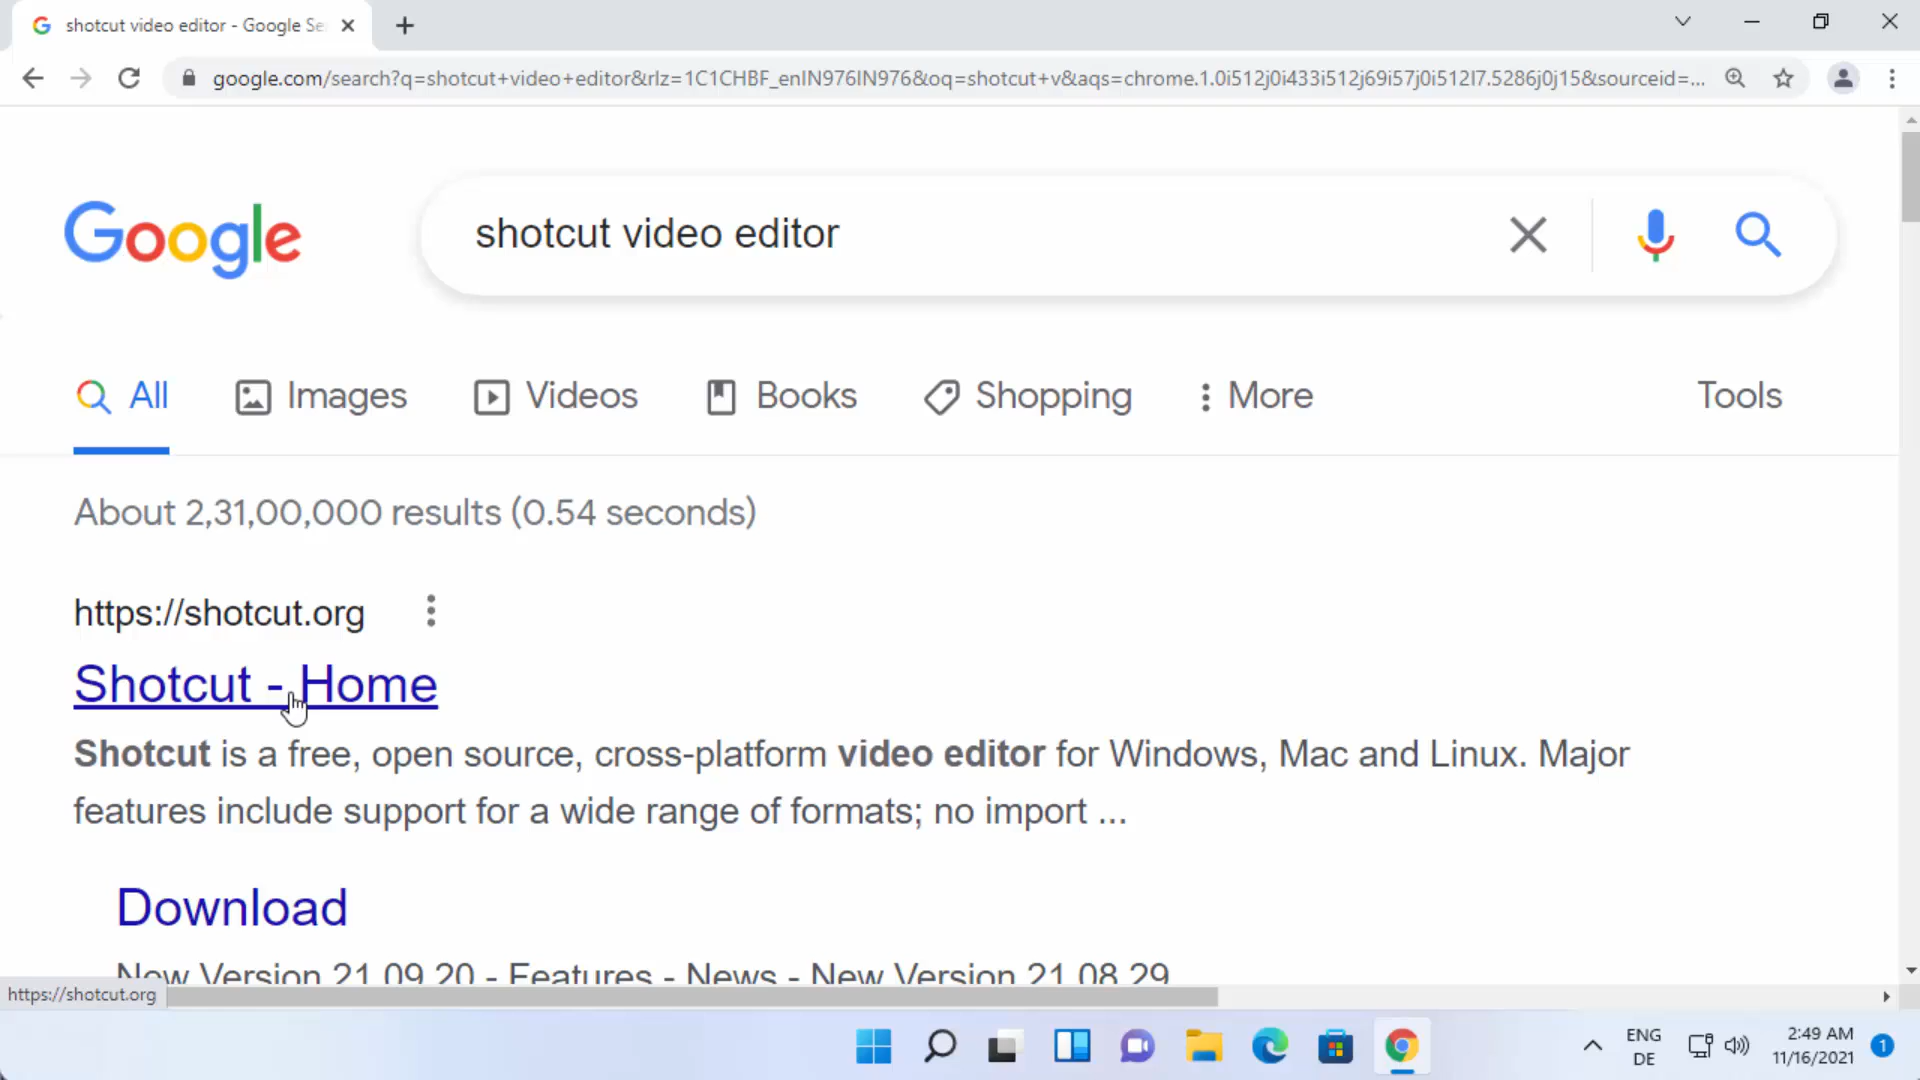 shotcut video editor - Google Se
google.com/search?q=shotcut+video+editor&rlz=1C1CHBF_enIN976IN976&oq=shotcut+v&aqs=chrome.1.0i512j0i433i512j69i57j0i512l7.5286j0j15&sourceid=...
Google
shotcut video editor
All
Images
Videos
Books
Shopping
More
Tools
About 2,31,00,000 results (0.54 seconds)
https://shotcut.org
Shotcut - Home
Shotcut is a free, open source, cross-platform video editor for Windows, Mac and Linux. Major
features include support for a wide range of formats; no import ...
Download
New Version 21.09.20 - Features - News - New Version 21.08.29
https://shotcut.org
ENG
DE
2:49 AM
11/16/2021
1